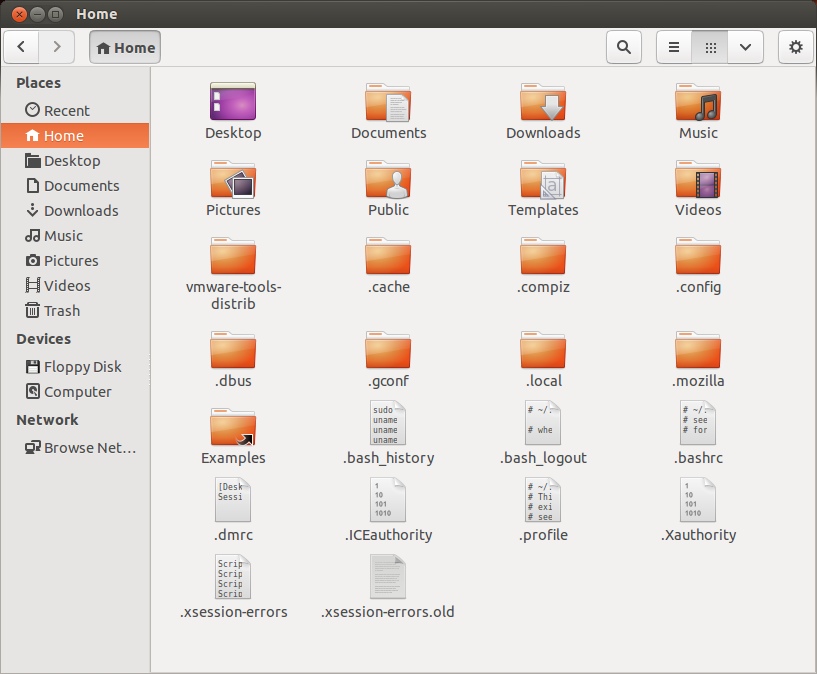 Home
Home
Places
Recent
Home
Desktop
Documents
Downloads
Music
Pictures
Videos
Trash
Devices
Floppy Disk
Computer
Network
Browse Net...
Desktop
Documents
Downloads
Music
Pictures
Public
Templates
Videos
vmware-tools-
distrib
.cache
.compiz
.config
.dbus
.gconf
.local
.mozilla
Examples
sudo
uname
uname
uname
.bash_history
# ~/.
# whe
.bash_logout
# ~/.
# see
# for
.bashrc
[Desk
Sessi
.dmrc
1
10
101
1010
.ICEauthority
# ~/.
# Thi
# exi
# see
.profile
1
10
101
1010
.Xauthority
Scrip
Scrip
Scrip
Scrip
.xsession-errors
.xsession-errors.old